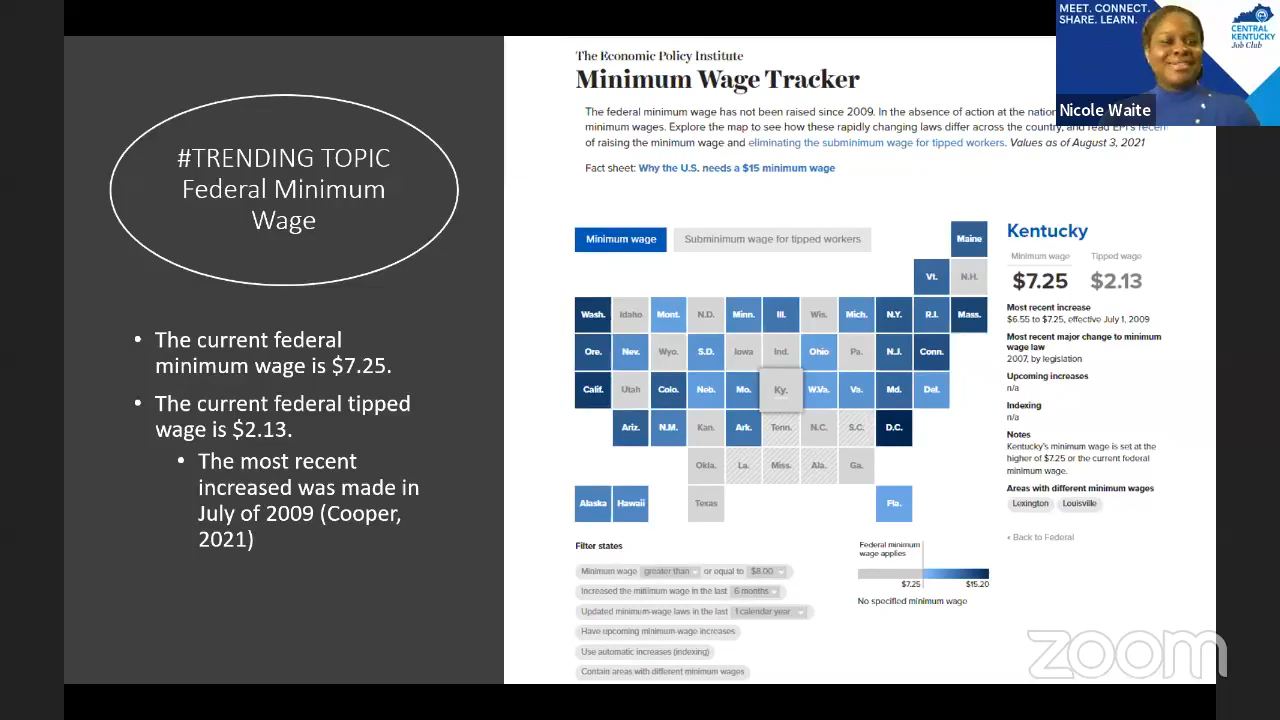 #TRENDING TOPIC
Federal Minimum
Wage
• The current federal
minimum wage is $7.25.
• The current federal tipped
wage is $2.13.
• The most recent
increased was made in
July of 2009 (Cooper,
2021)
The Economic Policy Institute
Minimum Wage Tracker
The federal minimum wage has not been raised since 2009. In the absence of action at the
minimum wages. Explore the map to see how these rapidly changing laws differ across the country, and read EPI's
of raising the minimum wage and eliminating the subminimum wage for tipped workers. Values as of August 3, 2021
Fact sheet: Why the U.S. needs a $15 minimum wage
Minimum wage
Subminimum wage for tipped workers
Maine
Vt. N.H.
Wash. Idaho Mont. N.D. Minn. Ill. Wis. Mich. N.Y. R.I. Mass.
Ore. Nev. Wyo. S.D. Iowa Ind. Ohio Pa. N.J. Conn.
Calif. Utah Colo. Neb. Mo. Ky. W.Va. Va. Md. Del.
Ariz. N.M. Kan. Ark. Tenn. N.C. S.C. D.C.
Okla. La. Miss. Ala. Ga.
Alaska Hawaii Texas Fla.
Filter states
Minimum wage greater than or equal to $8.00
Increased the minimum wage in the last 6 months
Updated minimum-wage laws in the last 1 calendar year
Have upcoming minimum-wage increases
Use automatic increases (indexing)
Contain areas with different minimum wages
Federal minimum
wage applies
$7.25 $15.20
No specified minimum wage
Kentucky
Minimum wage Tipped wage
$7.25 $2.13
Most recent increase
$6.55 to $7.25, effective July 1, 2009
Most recent major change to minimum
wage law
2007, by legislation
Upcoming increases
n/a
Indexing
n/a
Notes
Kentucky's minimum wage is set at the
higher of $7.25 or the current federal
minimum wage.
Areas with different minimum wages
Lexington Louisville
‹ Back to Federal
MEET. CONNECT.
SHARE. LEARN.
CENTRAL
KENTUCKY
Job Club
Nicole Waite
zoom